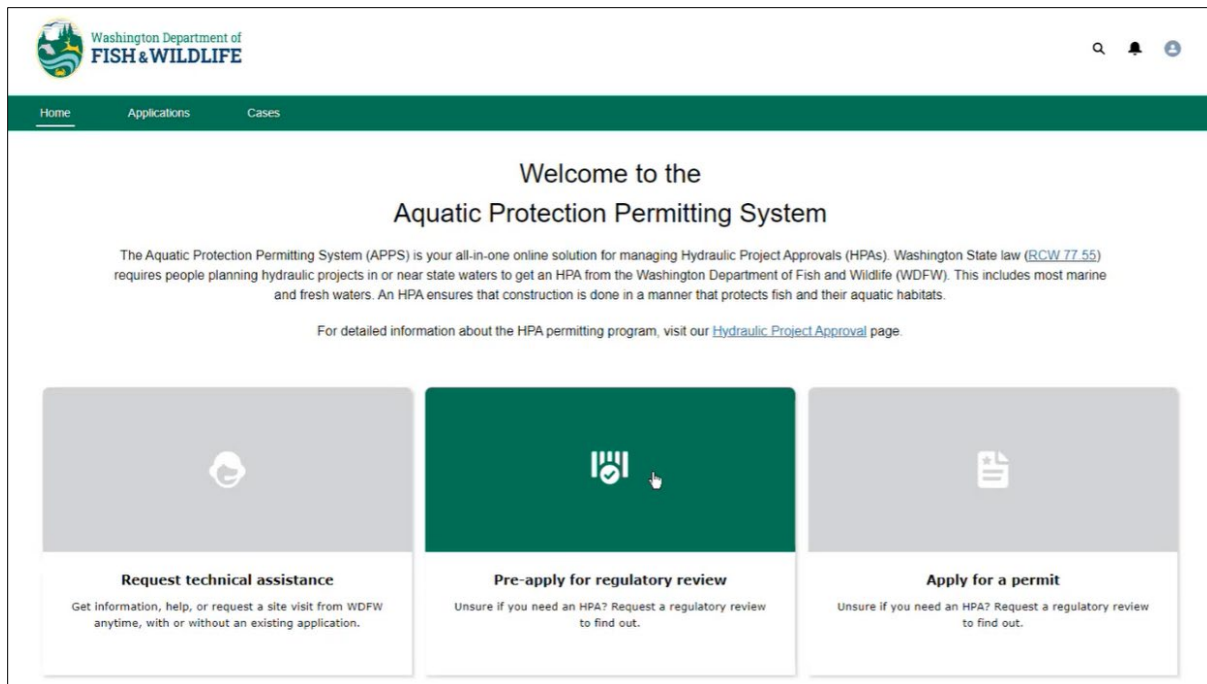 Washington Department of
FISH & WILDLIFE
Home Applications Cases
Welcome to the
Aquatic Protection Permitting System
The Aquatic Protection Permitting System (APPS) is your all-in-one online solution for managing Hydraulic Project Approvals (HPAs). Washington State law (RCW 77.55)
requires people planning hydraulic projects in or near state waters to get an HPA from the Washington Department of Fish and Wildlife (WDFW). This includes most marine
and fresh waters. An HPA ensures that construction is done in a manner that protects fish and their aquatic habitats.
For detailed information about the HPA permitting program, visit our Hydraulic Project Approval page.
Request technical assistance
Get information, help, or request a site visit from WDFW
anytime, with or without an existing application.
Pre-apply for regulatory review
Unsure if you need an HPA? Request a regulatory review
to find out.
Apply for a permit
Unsure if you need an HPA? Request a regulatory review
to find out.